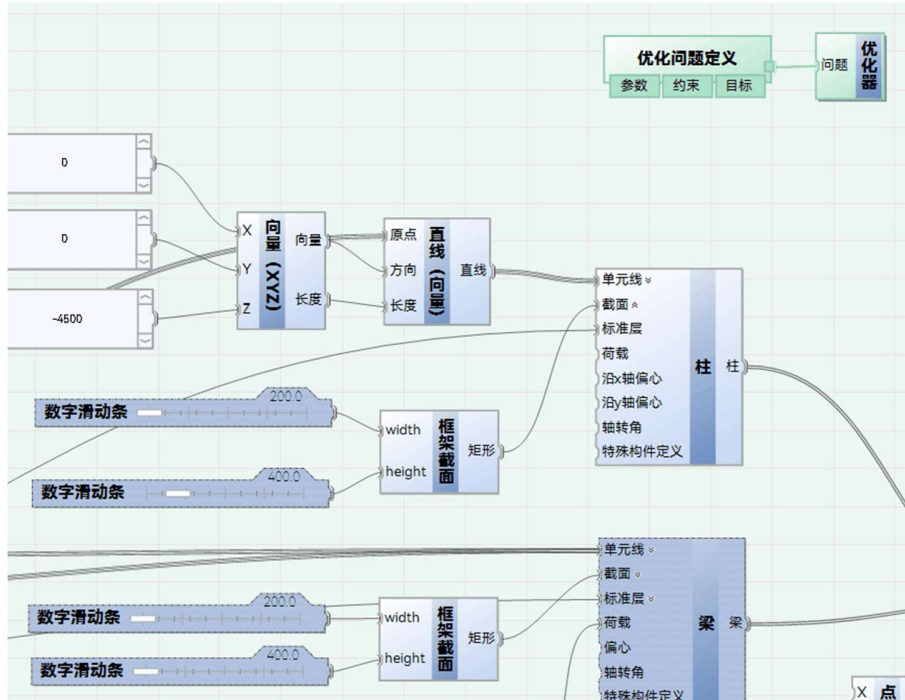 优化问题定义
参数 约束 目标
问题 优化器
0
0
-4500
X
Y
Z
向量（XYZ）
向量
长度
原点
方向
长度
直线（向量）
直线
单元线
截面
标准层
荷载
沿x轴偏心
沿y轴偏心
轴转角
特殊构件定义
柱
柱
200.0
数字滑动条
400.0
数字滑动条
width
height
框架截面
矩形
200.0
数字滑动条
400.0
数字滑动条
width
height
框架截面
矩形
单元线
截面
标准层
荷载
偏心
轴转角
特殊构件定义
梁
梁
X 点